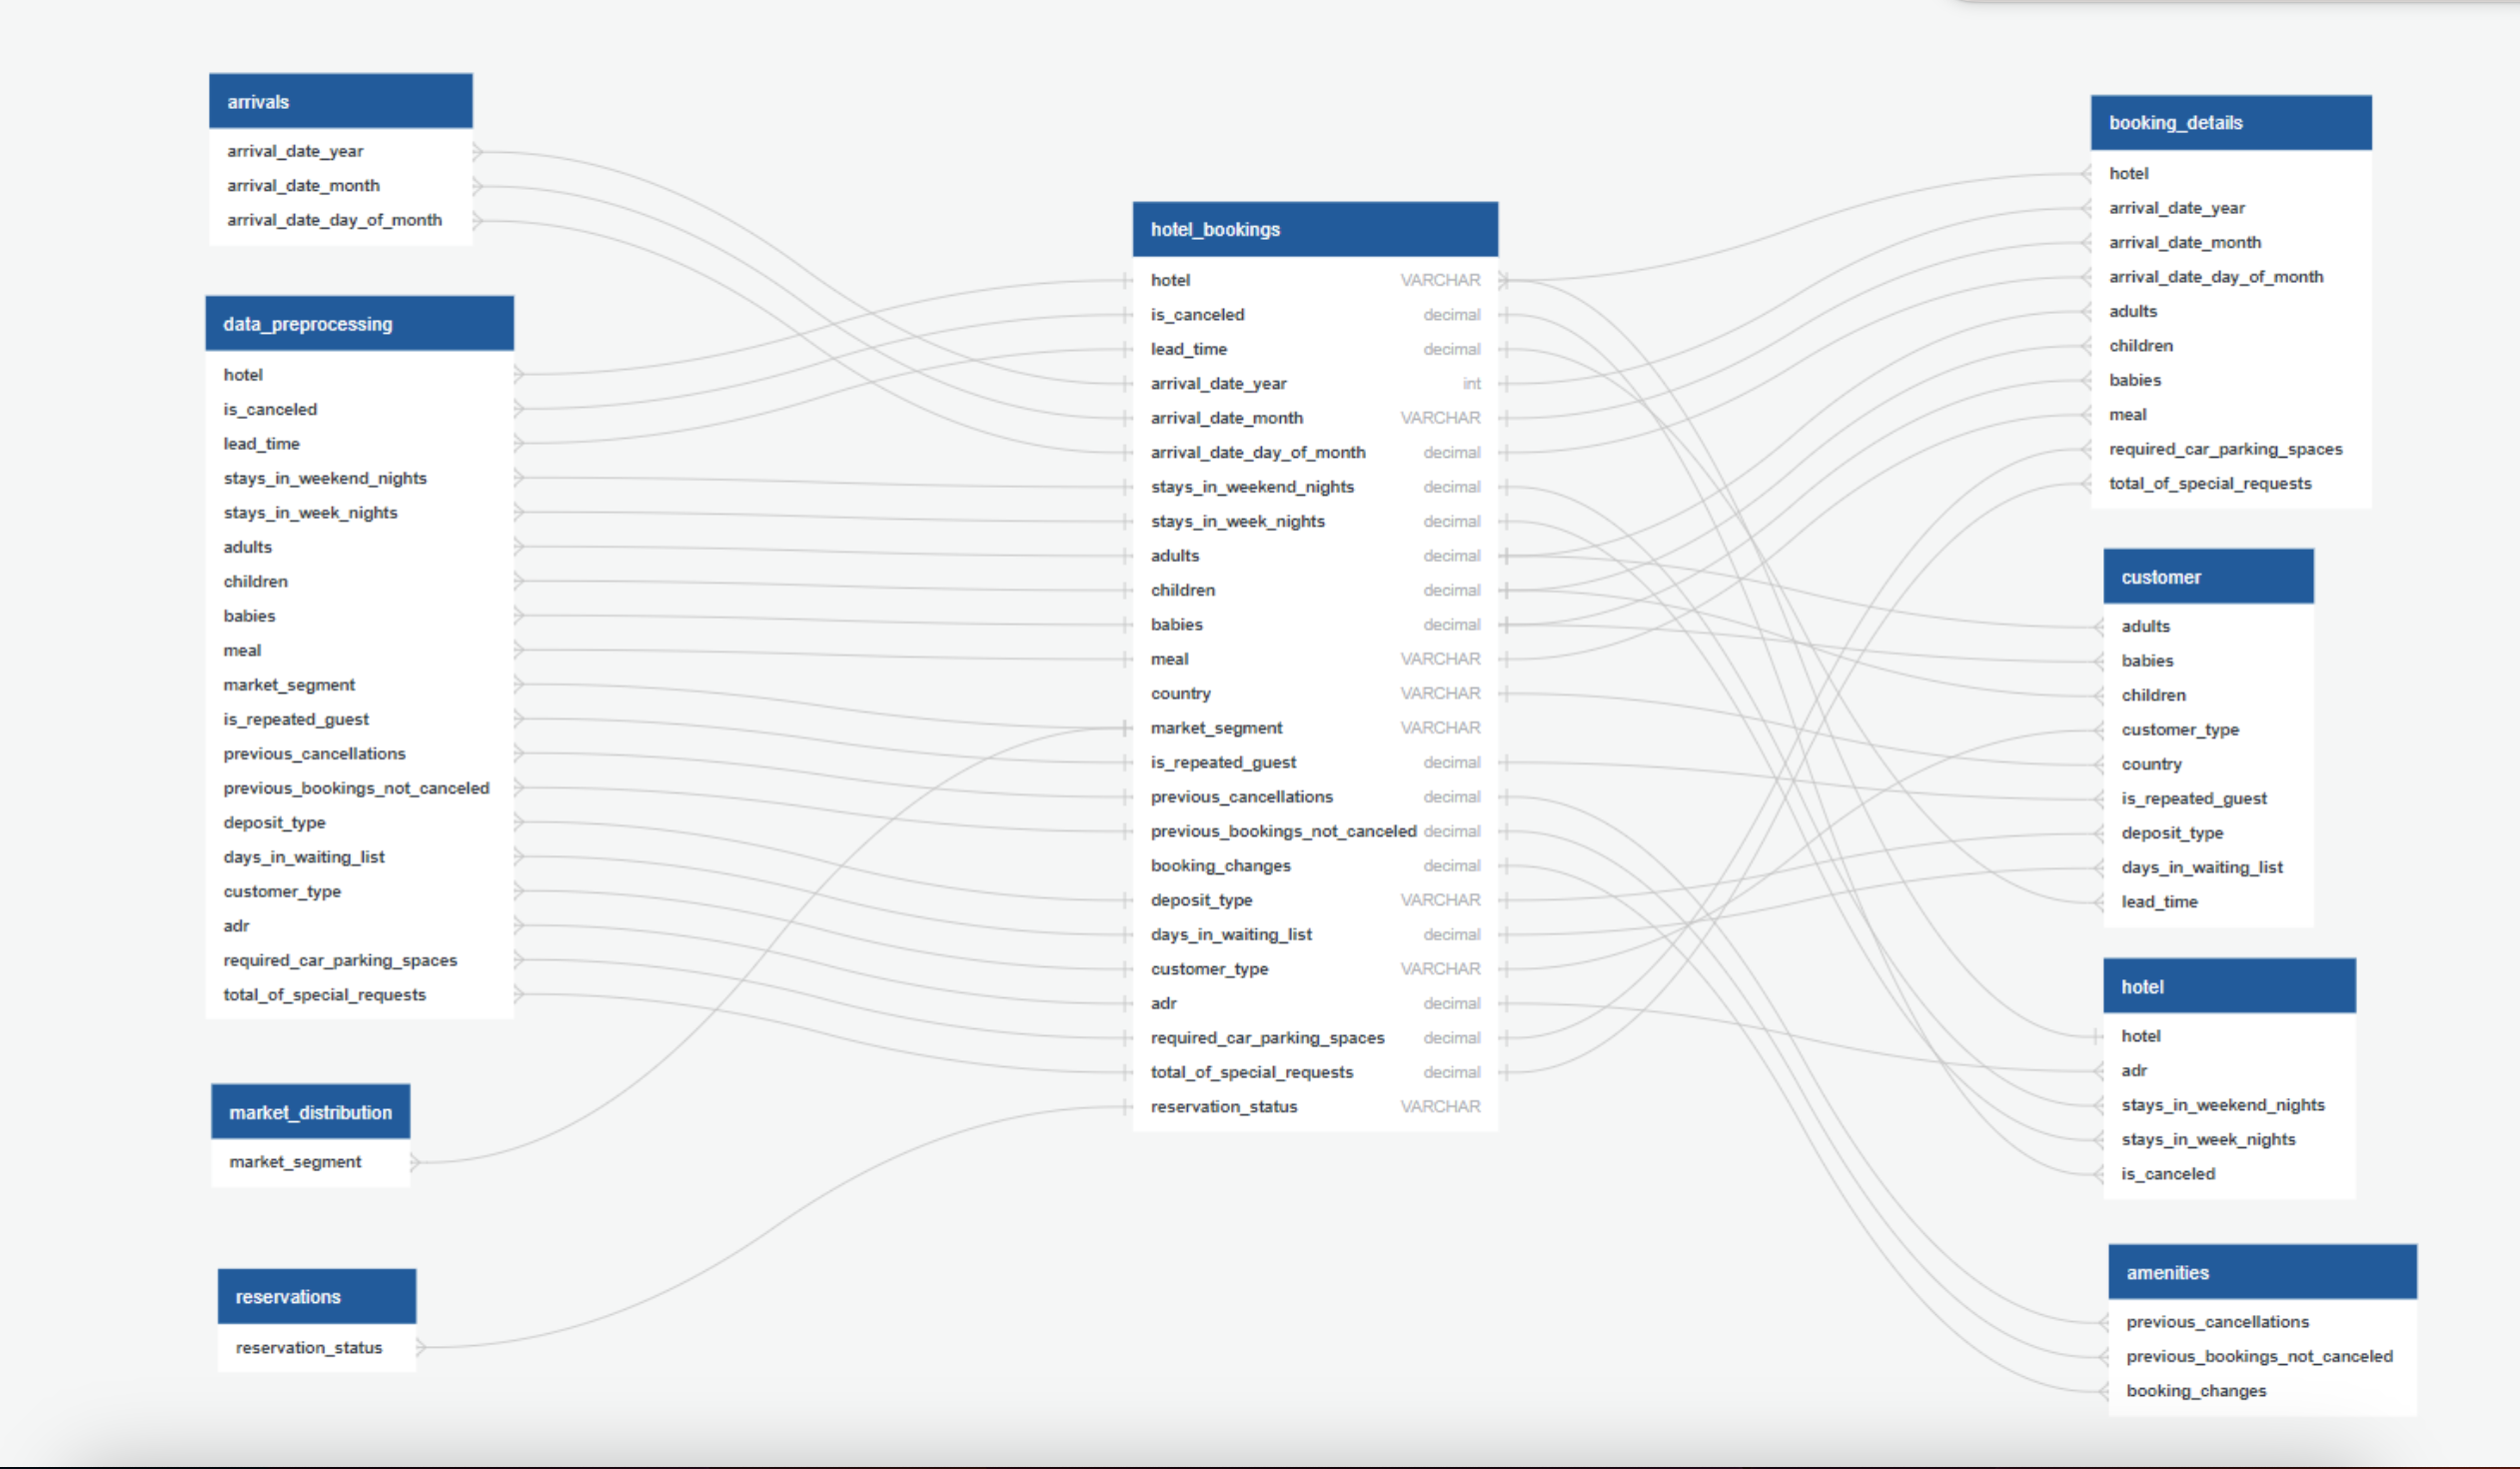 arrivals
arrival_date_year
arrival_date_month
arrival_date_day_of_month
data_preprocessing
hotel
is_canceled
lead_time
stays_in_weekend_nights
stays_in_week_nights
adults
children
babies
meal
market_segment
is_repeated_guest
previous_cancellations
previous_bookings_not_canceled
deposit_type
days_in_waiting_list
customer_type
adr
required_car_parking_spaces
total_of_special_requests
market_distribution
market_segment
reservations
reservation_status
hotel_bookings
hotel VARCHAR
is_canceled decimal
lead_time decimal
arrival_date_year int
arrival_date_month VARCHAR
arrival_date_day_of_month decimal
stays_in_weekend_nights decimal
stays_in_week_nights decimal
adults decimal
children decimal
babies decimal
meal VARCHAR
country VARCHAR
market_segment VARCHAR
is_repeated_guest decimal
previous_cancellations decimal
previous_bookings_not_canceled decimal
booking_changes decimal
deposit_type VARCHAR
days_in_waiting_list decimal
customer_type VARCHAR
adr decimal
required_car_parking_spaces decimal
total_of_special_requests decimal
reservation_status VARCHAR
booking_details
hotel
arrival_date_year
arrival_date_month
arrival_date_day_of_month
adults
children
babies
meal
required_car_parking_spaces
total_of_special_requests
customer
adults
babies
children
customer_type
country
is_repeated_guest
deposit_type
days_in_waiting_list
lead_time
hotel
hotel
adr
stays_in_weekend_nights
stays_in_week_nights
is_canceled
amenities
previous_cancellations
previous_bookings_not_canceled
booking_changes